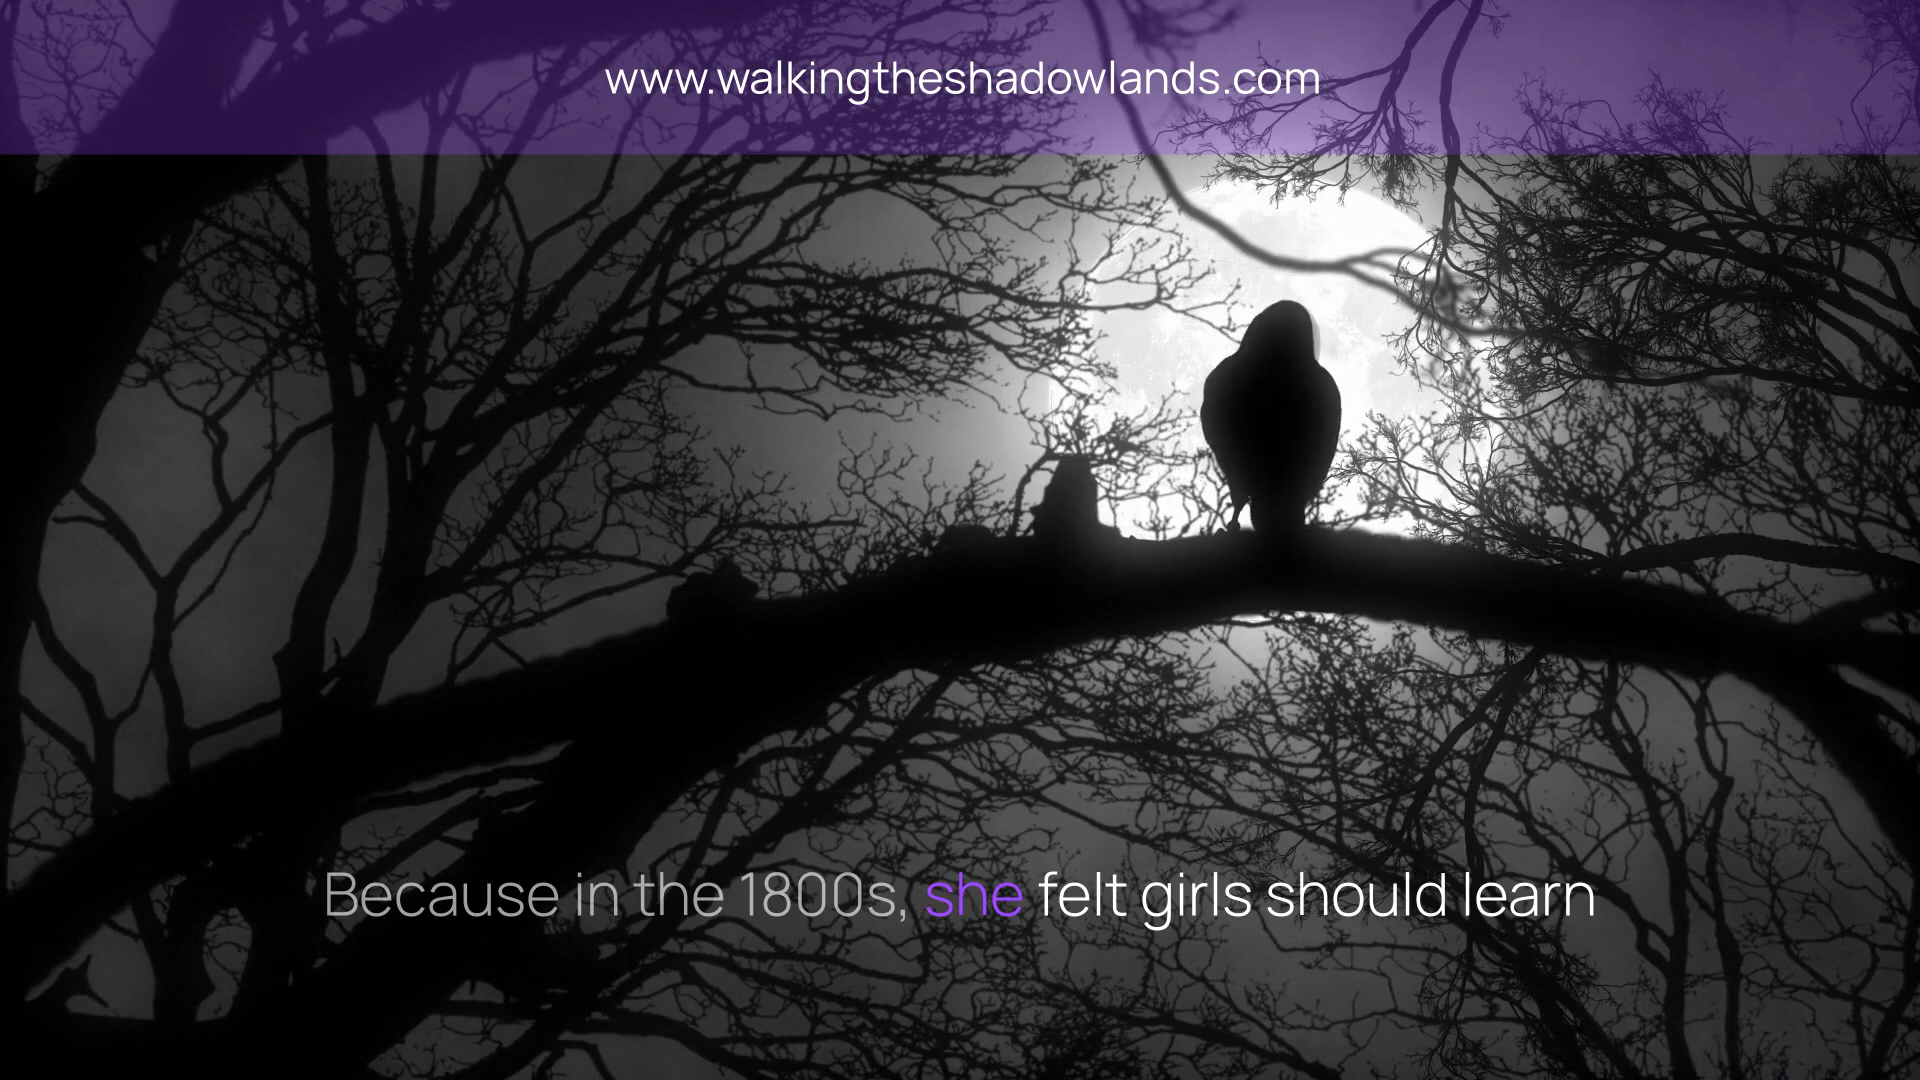 www.walkingtheshadowlands.com
Because in the 1800s, she felt girls should learn